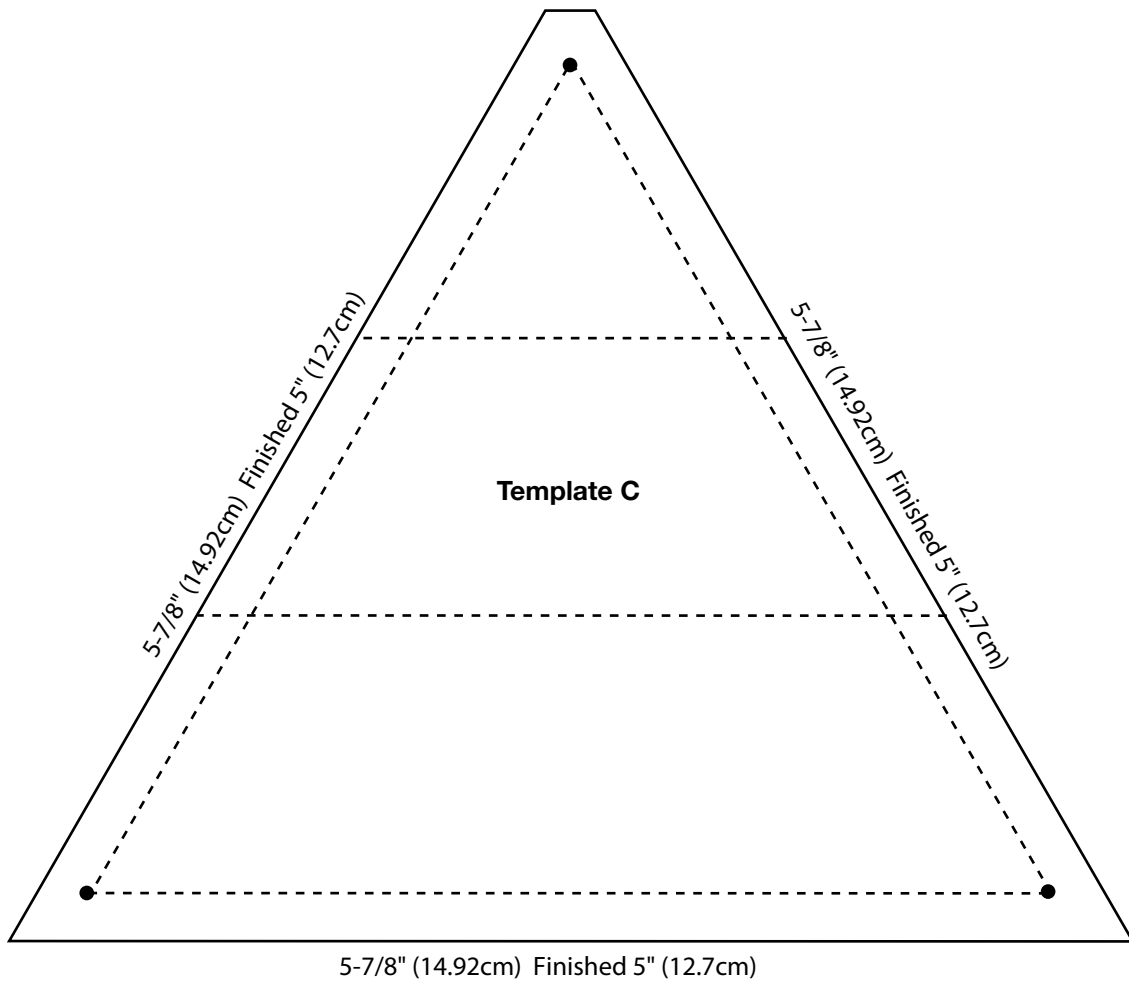 5-7/8" (14.92cm)  Finished 5" (12.7cm)
5-7/8" (14.92cm)  Finished 5" (12.7cm)
Template C
5-7/8" (14.92cm)  Finished 5" (12.7cm)